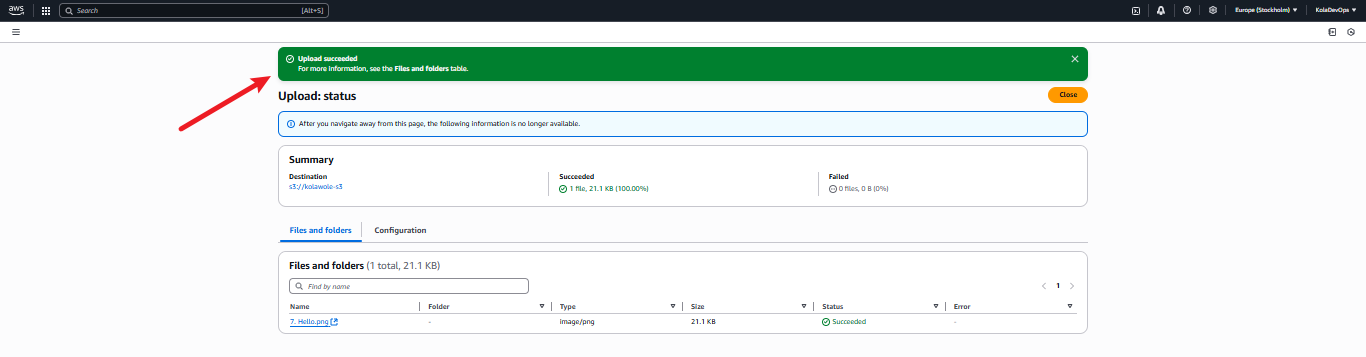 aws Search [Alt+S] Europe (Stockholm) KoleDevOps
Upload succeeded
For more information, see the Files and folders table.
Upload: status
Close
After you navigate away from this page, the following information is no longer available.
Summary
Destination Succeeded Failed
s3://kolawole-s3 1 file, 21.1 KB (100.00%) 0 files, 0 B (0%)
Files and folders Configuration
Files and folders (1 total, 21.1 KB)
Find by name 1
Name Folder Type Size Status Error
7. Hello.png - image/png 21.1 KB Succeeded -